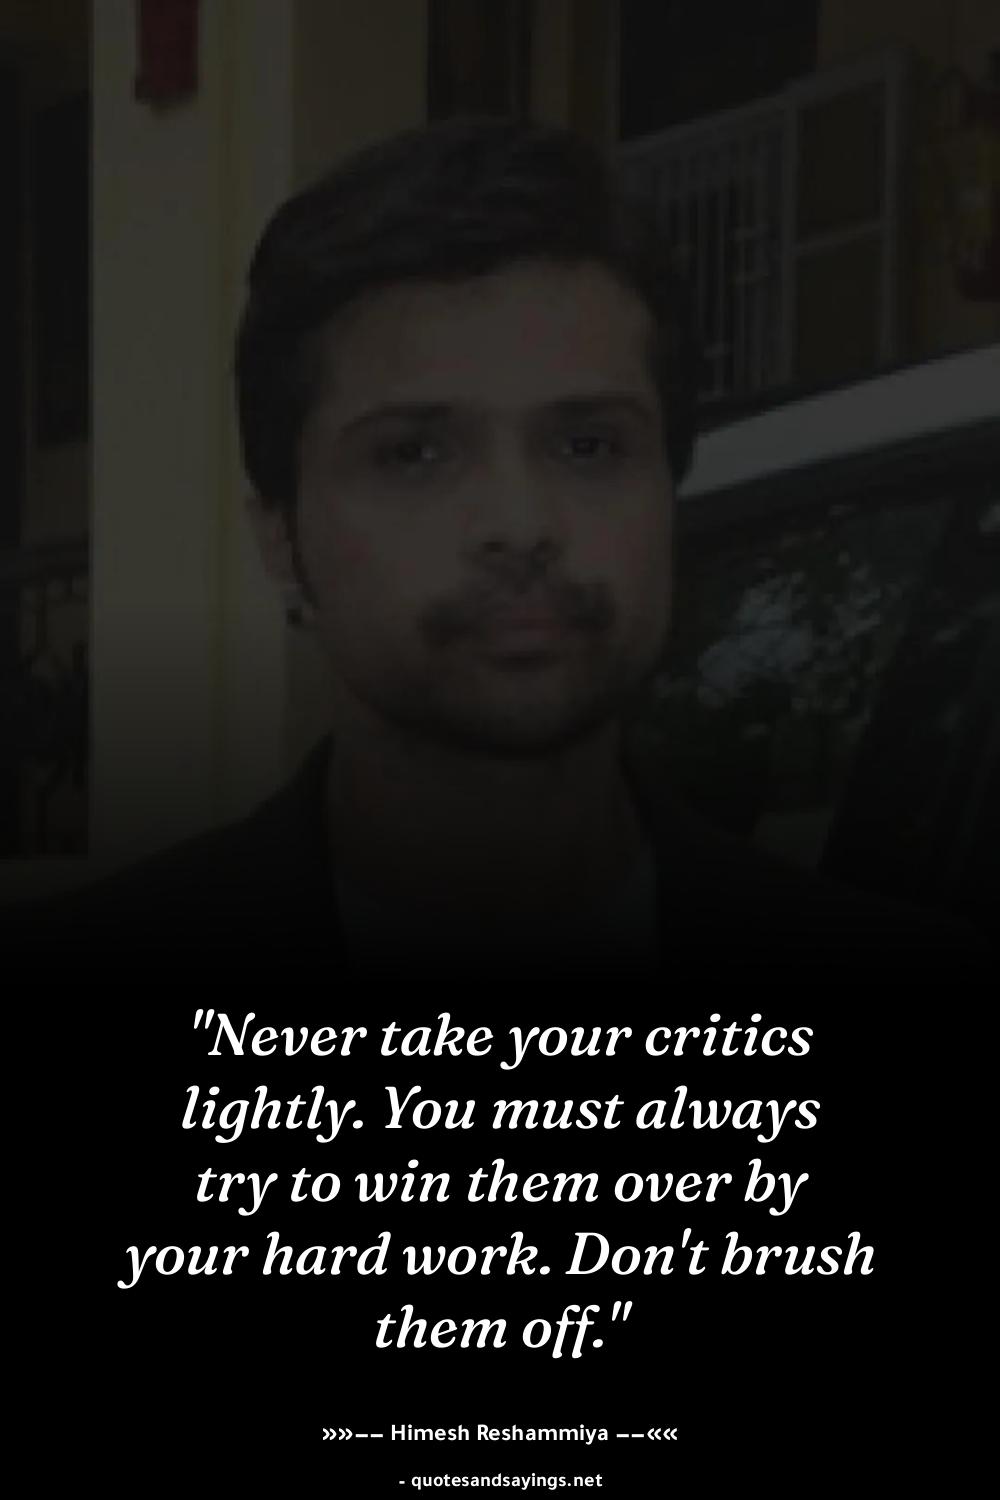 "Never take your critics
lightly. You must always
try to win them over by
your hard work. Don't brush
them off."
»»−− Himesh Reshammiya −−««
- quotesandsayings.net